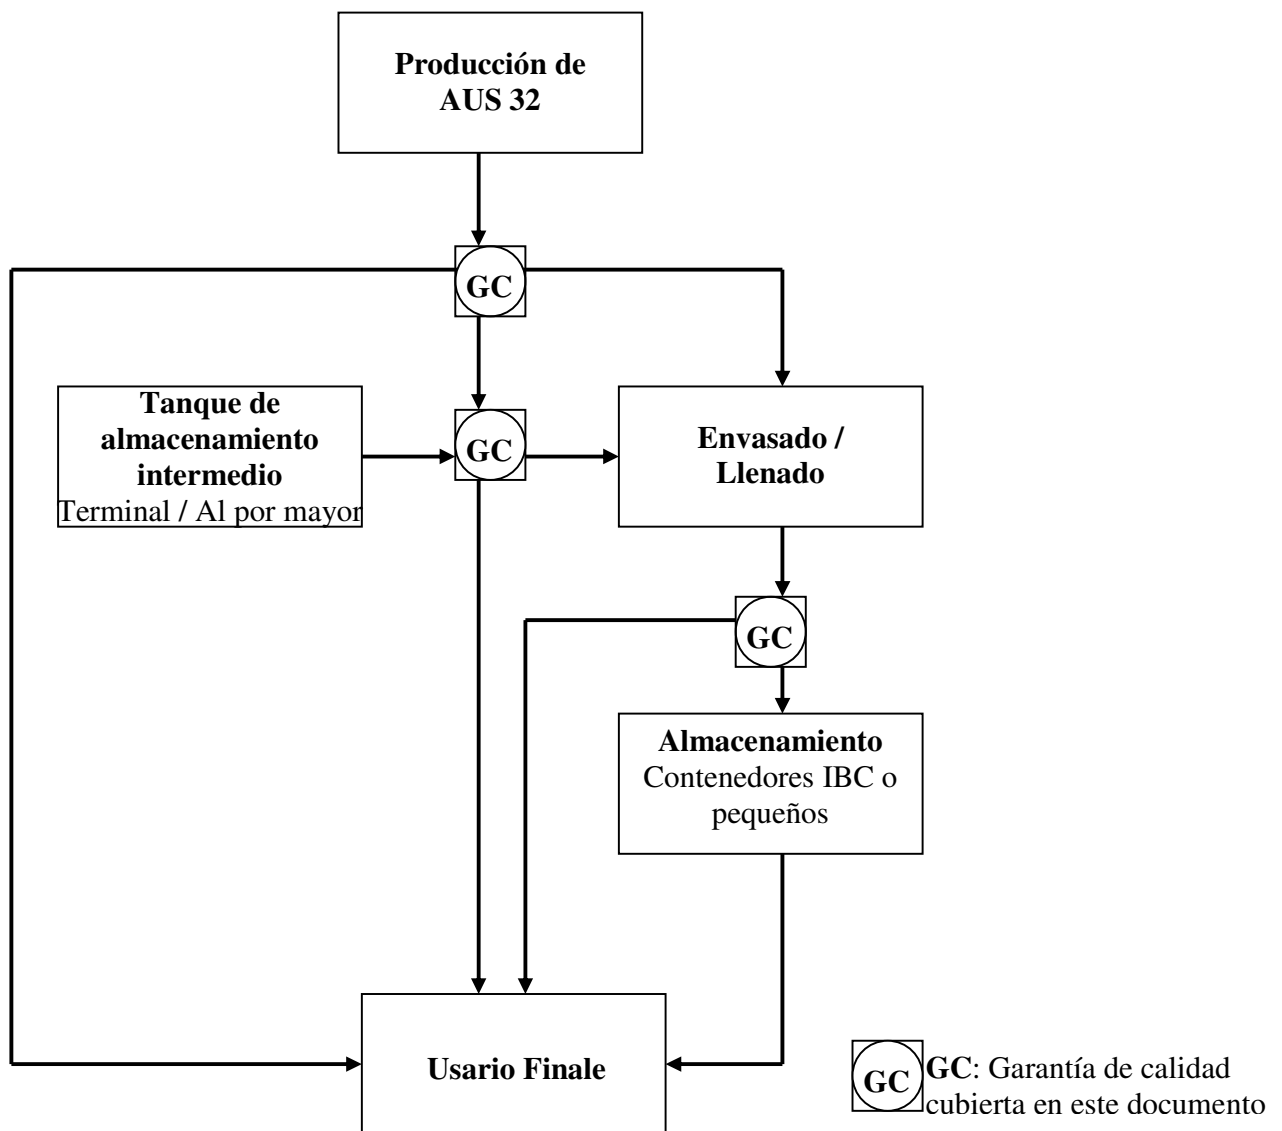 Producción de
AUS 32
GC
Tanque de
almacenamiento
intermedio
Terminal / Al por mayor
GC
Envasado /
Llenado
GC
Almacenamiento
Contenedores IBC o
pequeños
Usario Finale
GC
GC: Garantía de calidad
cubierta en este documento